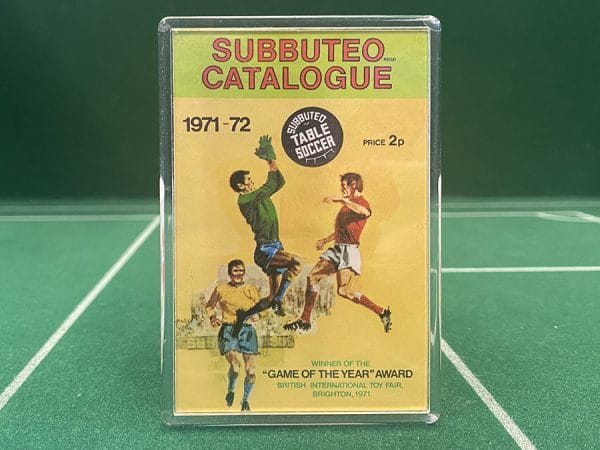 SUBBUTEO REGD
CATALOGUE
1971-72
SUBBUTEO
TABLE
SOCCER
PRICE 2p
WINNER OF THE
"GAME OF THE YEAR" AWARD
BRITISH INTERNATIONAL TOY FAIR,
BRIGHTON, 1971